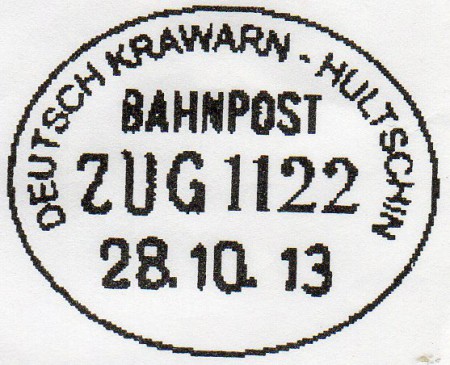 DEUTSCH KRAWARN - HULTSCHIN
BAHNPOST
ZUG 1122
28.10.13